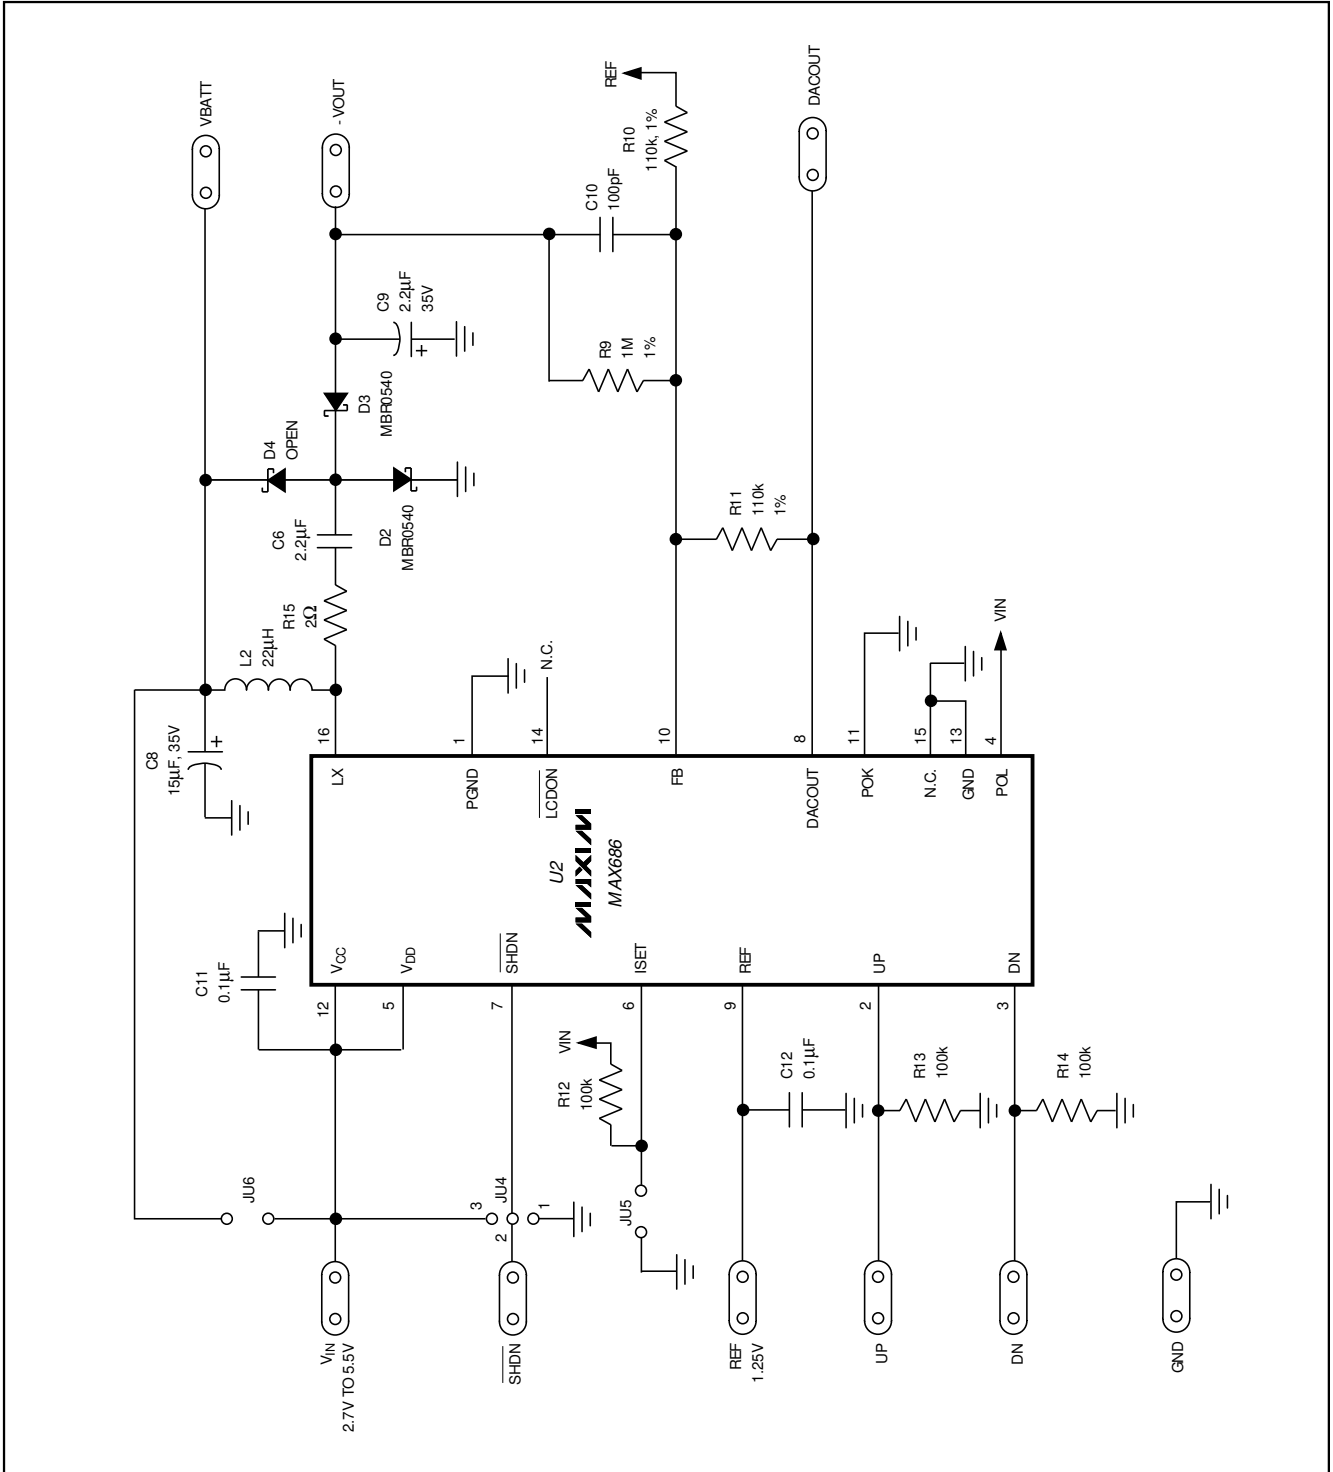 VBATT
- VOUT
REF
R10
110k, 1%
DACOUT
C10
100pF
C9
2.2µF
35V
R9
1M
1%
D3
MBR0540
D4
OPEN
C6
2.2µF
D2
MBR0540
R11
110k
1%
R15
2Ω
L2
22µH
C8
15µF, 35V
N.C.
VIN
16
1
14
10
8
11
15
13
4
LX
PGND
LCDON
FB
DACOUT
POK
N.C.
GND
POL
U2
MAXIM
MAX686
VCC
VDD
SHDN
ISET
REF
UP
DN
12
5
7
6
9
2
3
C11
0.1µF
VIN
R12
100k
C12
0.1µF
R13
100k
R14
100k
JU6
3
JU4
2
1
JU5
VIN
2.7V TO 5.5V
SHDN
REF
1.25V
UP
DN
GND